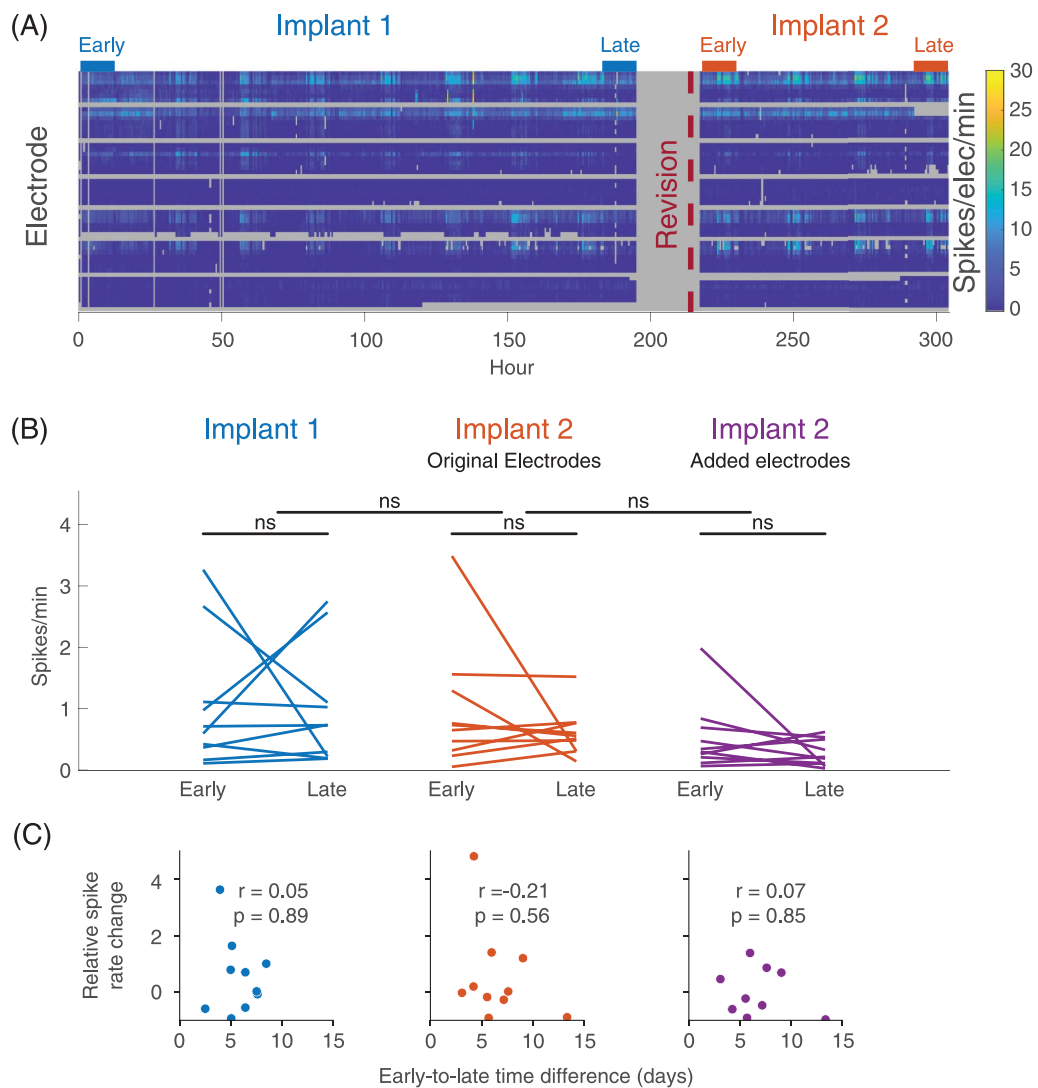 (A)
Implant 1
Implant 2
Early
Late
Early
Late
Electrode
Revision
Spikes/elec/min
30
25
20
15
10
5
0
0
50
100
150
200
250
300
Hour
(B)
Implant 1
Implant 2
Implant 2
Original Electrodes
Added electrodes
ns
ns
ns
ns
ns
Spikes/min
4
3
2
1
0
Early
Late
Early
Late
Early
Late
(C)
Relative spike
rate change
4
2
0
r = 0.05
p = 0.89
r =-0.21
p = 0.56
r = 0.07
p = 0.85
0
5
10
15
0
5
10
15
0
5
10
15
Early-to-late time difference (days)